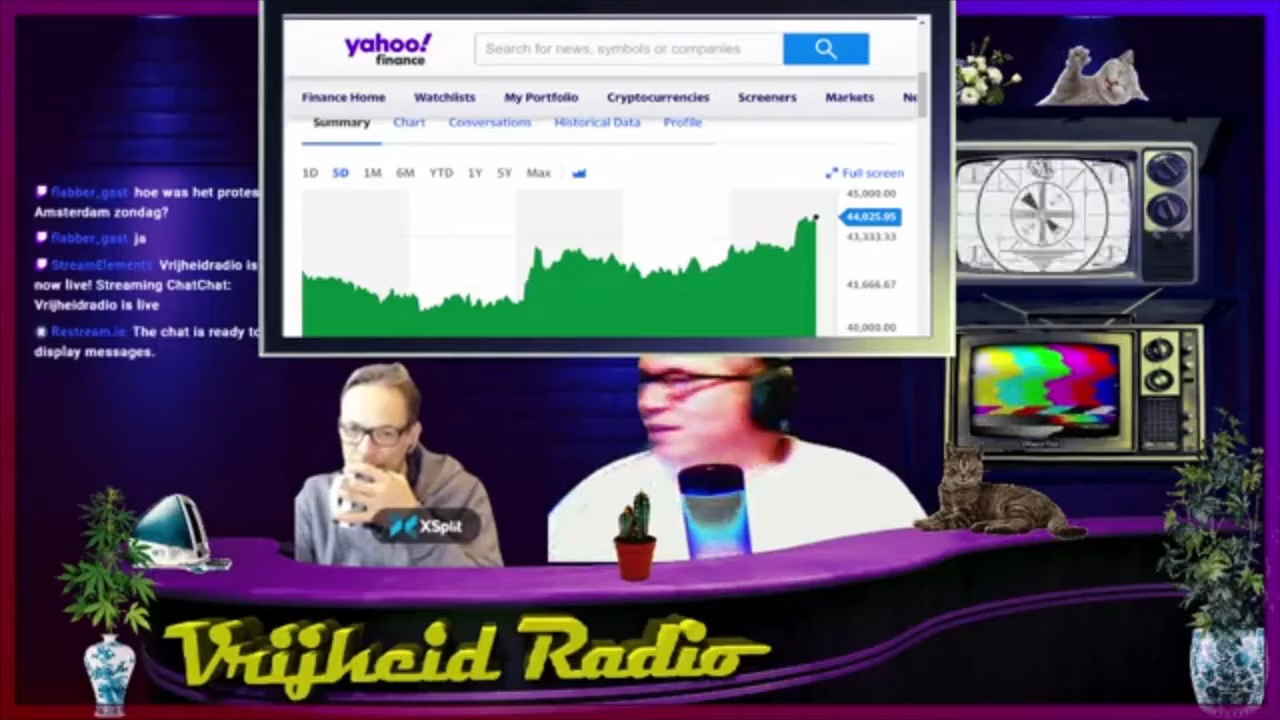 yahoo!
finance
Search for news, symbols or companies
Finance Home Watchlists My Portfolio Cryptocurrencies Screeners Markets Ne
Summary Chart Conversations Historical Data Profile
1D 5D 1M 6M YTD 1Y 5Y Max Full screen
45,000.00
44,025.95
43,333.33
41,666.67
40,000.00
flabber_gast hoe was het protes
Amsterdam zondag?
flabber_gast ja
StreamElements Vrijheidradio is
now live! Streaming ChatChat:
Vrijheidradio is live
Restream.io The chat is ready to
display messages.
XSplit
Vrijheid Radio